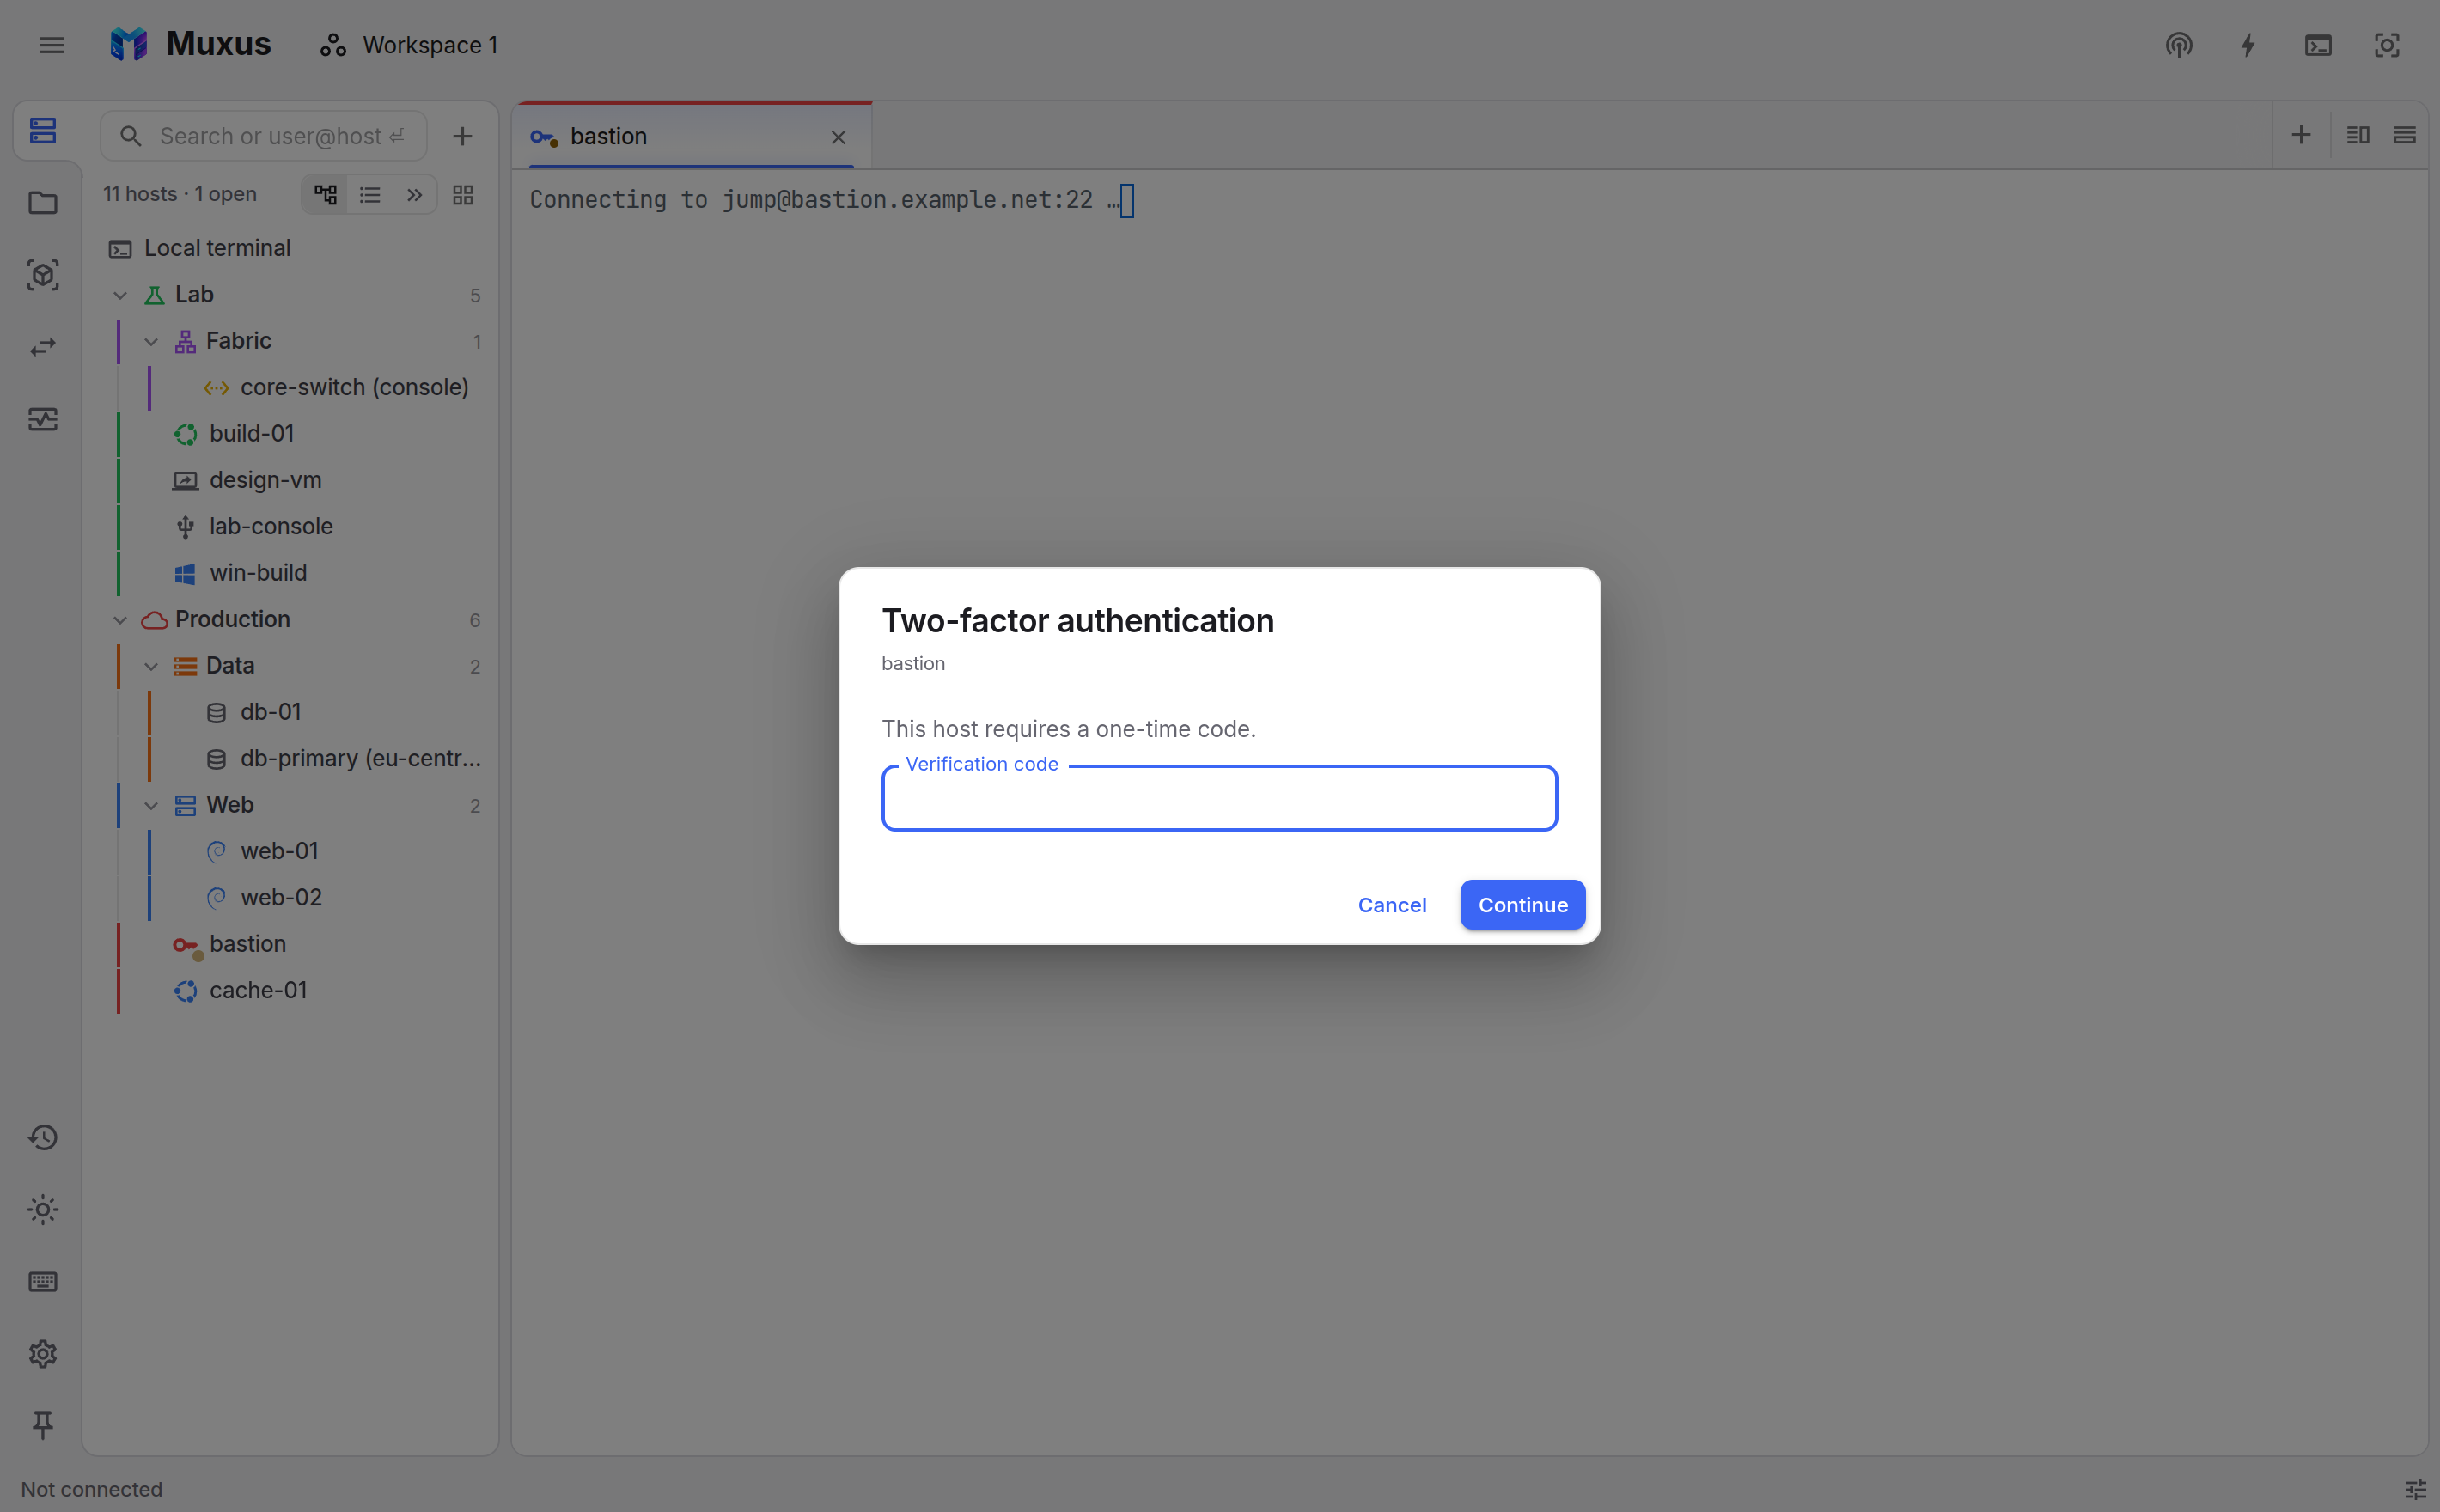 Muxus
Workspace 1
Search or user@host ⏎
11 hosts · 1 open
Local terminal
Lab 5
Fabric 1
core-switch (console)
build-01
design-vm
lab-console
win-build
Production 6
Data 2
db-01
db-primary (eu-centr...
Web 2
web-01
web-02
bastion
cache-01
bastion
Connecting to jump@bastion.example.net:22 …
Two-factor authentication
bastion
This host requires a one-time code.
Verification code
Cancel Continue
Not connected